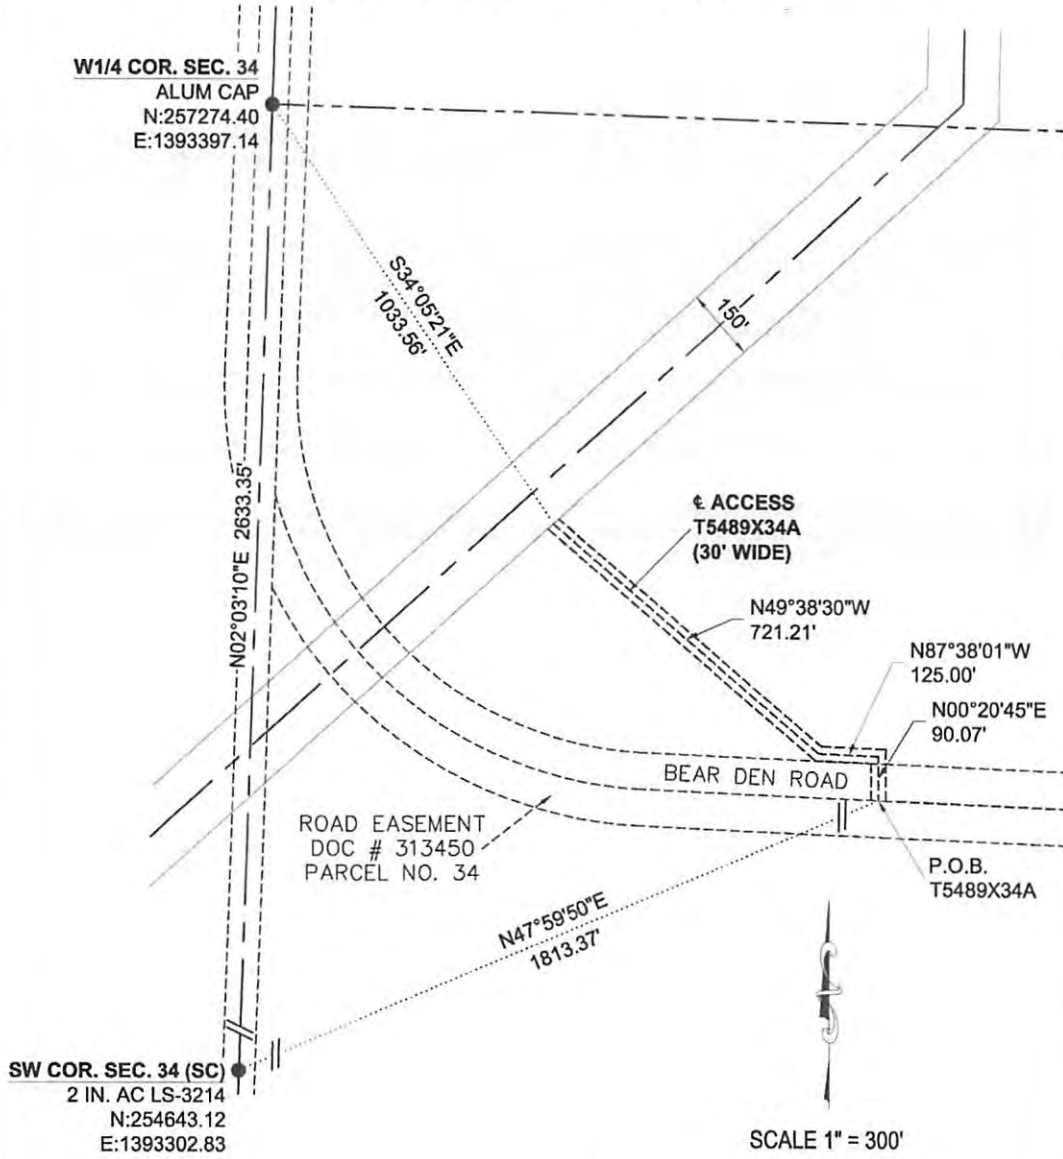 W1/4 COR. SEC. 34
ALUM CAP
N:257274.40
E:1393397.14
S34°05'21"E
1033.56'
150'
N02°03'10"E 2633.35'
℄ ACCESS
T5489X34A
(30' WIDE)
N49°38'30"W
721.21'
N87°38'01"W
125.00'
N00°20'45"E
90.07'
BEAR DEN ROAD
ROAD EASEMENT
DOC # 313450
PARCEL NO. 34
P.O.B.
T5489X34A
N47°59'50"E
1813.37'
SW COR. SEC. 34 (SC)
2 IN. AC LS-3214
N:254643.12
E:1393302.83
SCALE 1" = 300'